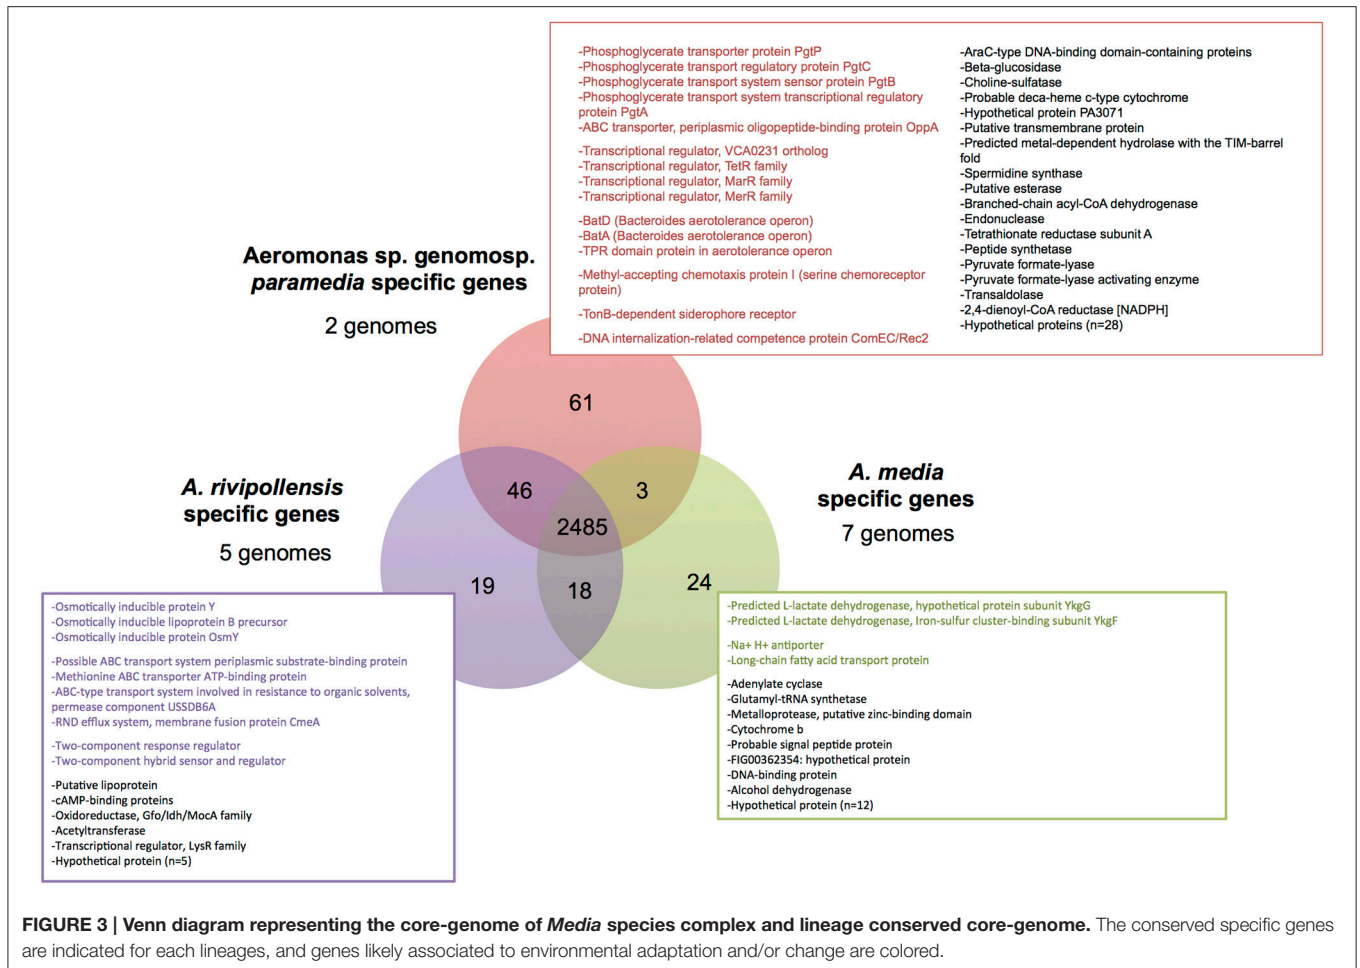 -Phosphoglycerate transporter protein PgtP
-Phosphoglycerate transport regulatory protein PgtC
-Phosphoglycerate transport system sensor protein PgtB
-Phosphoglycerate transport system transcriptional regulatory
protein PgtA
-ABC transporter, periplasmic oligopeptide-binding protein OppA
-Transcriptional regulator, VCA0231 ortholog
-Transcriptional regulator, TetR family
-Transcriptional regulator, MarR family
-Transcriptional regulator, MerR family
-BatD (Bacteroides aerotolerance operon)
-BatA (Bacteroides aerotolerance operon)
-TPR domain protein in aerotolerance operon
-Methyl-accepting chemotaxis protein I (serine chemoreceptor
protein)
-TonB-dependent siderophore receptor
-DNA internalization-related competence protein ComEC/Rec2
-AraC-type DNA-binding domain-containing proteins
-Beta-glucosidase
-Choline-sulfatase
-Probable deca-heme c-type cytochrome
-Hypothetical protein PA3071
-Putative transmembrane protein
-Predicted metal-dependent hydrolase with the TIM-barrel
fold
-Spermidine synthase
-Putative esterase
-Branched-chain acyl-CoA dehydrogenase
-Endonuclease
-Tetrathionate reductase subunit A
-Peptide synthetase
-Pyruvate formate-lyase
-Pyruvate formate-lyase activating enzyme
-Transaldolase
-2,4-dienoyl-CoA reductase [NADPH]
-Hypothetical proteins (n=28)
Aeromonas sp. genomosp.
paramedia specific genes
2 genomes
61
A. rivipollensis
specific genes
5 genomes
46
3
2485
A. media
specific genes
7 genomes
19
18
24
-Osmotically inducible protein Y
-Osmotically inducible lipoprotein B precursor
-Osmotically inducible protein OsmY
-Possible ABC transport system periplasmic substrate-binding protein
-Methionine ABC transporter ATP-binding protein
-ABC-type transport system involved in resistance to organic solvents,
permease component USSDB6A
-RND efflux system, membrane fusion protein CmeA
-Two-component response regulator
-Two-component hybrid sensor and regulator
-Putative lipoprotein
-cAMP-binding proteins
-Oxidoreductase, Gfo/Idh/MocA family
-Acetyltransferase
-Transcriptional regulator, LysR family
-Hypothetical protein (n=5)
-Predicted L-lactate dehydrogenase, hypothetical protein subunit YkgG
-Predicted L-lactate dehydrogenase, Iron-sulfur cluster-binding subunit YkgF
-Na+ H+ antiporter
-Long-chain fatty acid transport protein
-Adenylate cyclase
-Glutamyl-tRNA synthetase
-Metalloprotease, putative zinc-binding domain
-Cytochrome b
-Probable signal peptide protein
-FIG00362354: hypothetical protein
-DNA-binding protein
-Alcohol dehydrogenase
-Hypothetical protein (n=12)
FIGURE 3 | Venn diagram representing the core-genome of Media species complex and lineage conserved core-genome. The conserved specific genes
are indicated for each lineages, and genes likely associated to environmental adaptation and/or change are colored.